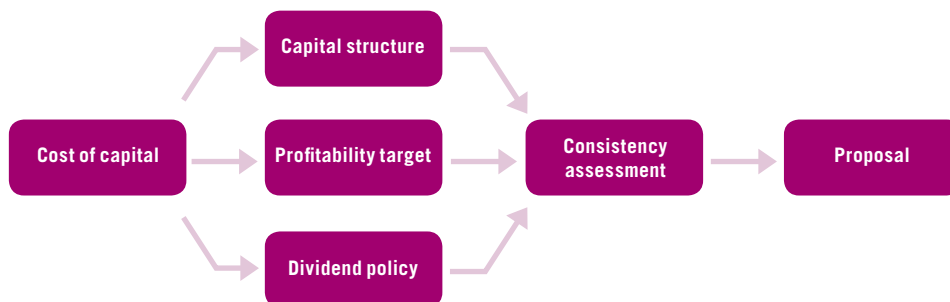 Capital structure
Cost of capital
Profitability target
Consistency
assessment
Proposal
Dividend policy